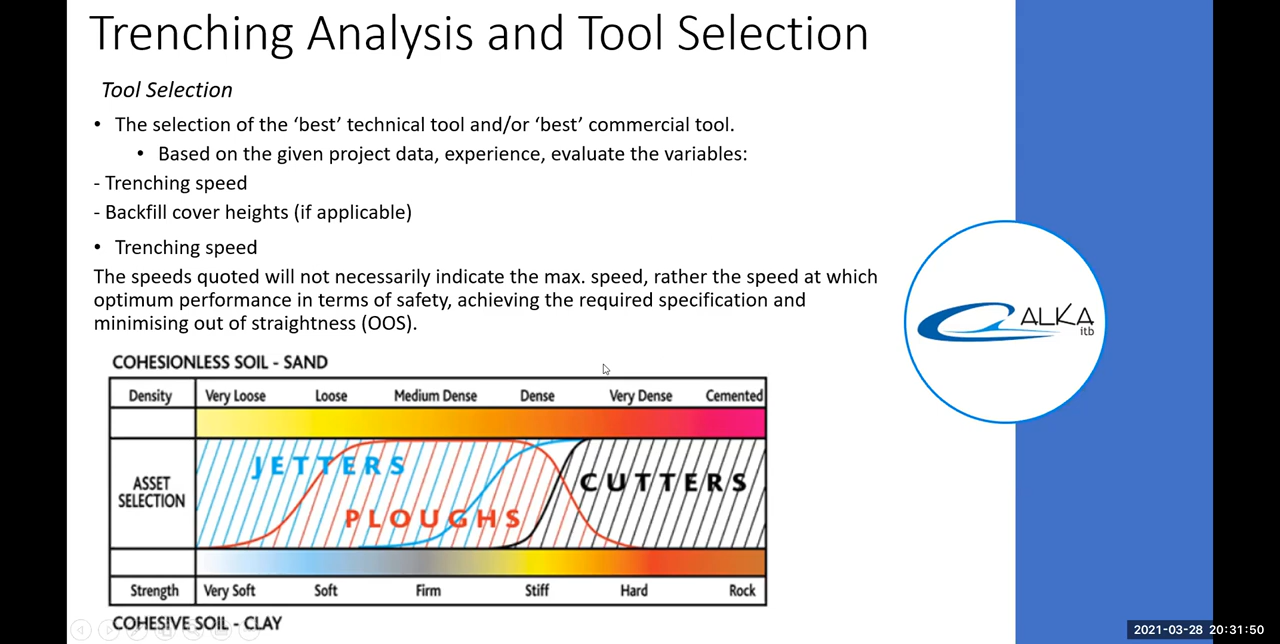 Trenching Analysis and Tool Selection
Tool Selection
• The selection of the ‘best’ technical tool and/or ‘best’ commercial tool.
• Based on the given project data, experience, evaluate the variables:
- Trenching speed
- Backfill cover heights (if applicable)
• Trenching speed
The speeds quoted will not necessarily indicate the max. speed, rather the speed at which
optimum performance in terms of safety, achieving the required specification and
minimising out of straightness (OOS).
ALKA
itb
COHESIONLESS SOIL - SAND
Density Very Loose Loose Medium Dense Dense Very Dense Cemented
JETTERS
CUTTERS
ASSET
SELECTION
PLOUGHS
Strength Very Soft Soft Firm Stiff Hard Rock
COHESIVE SOIL - CLAY
2021-03-28 20:31:50